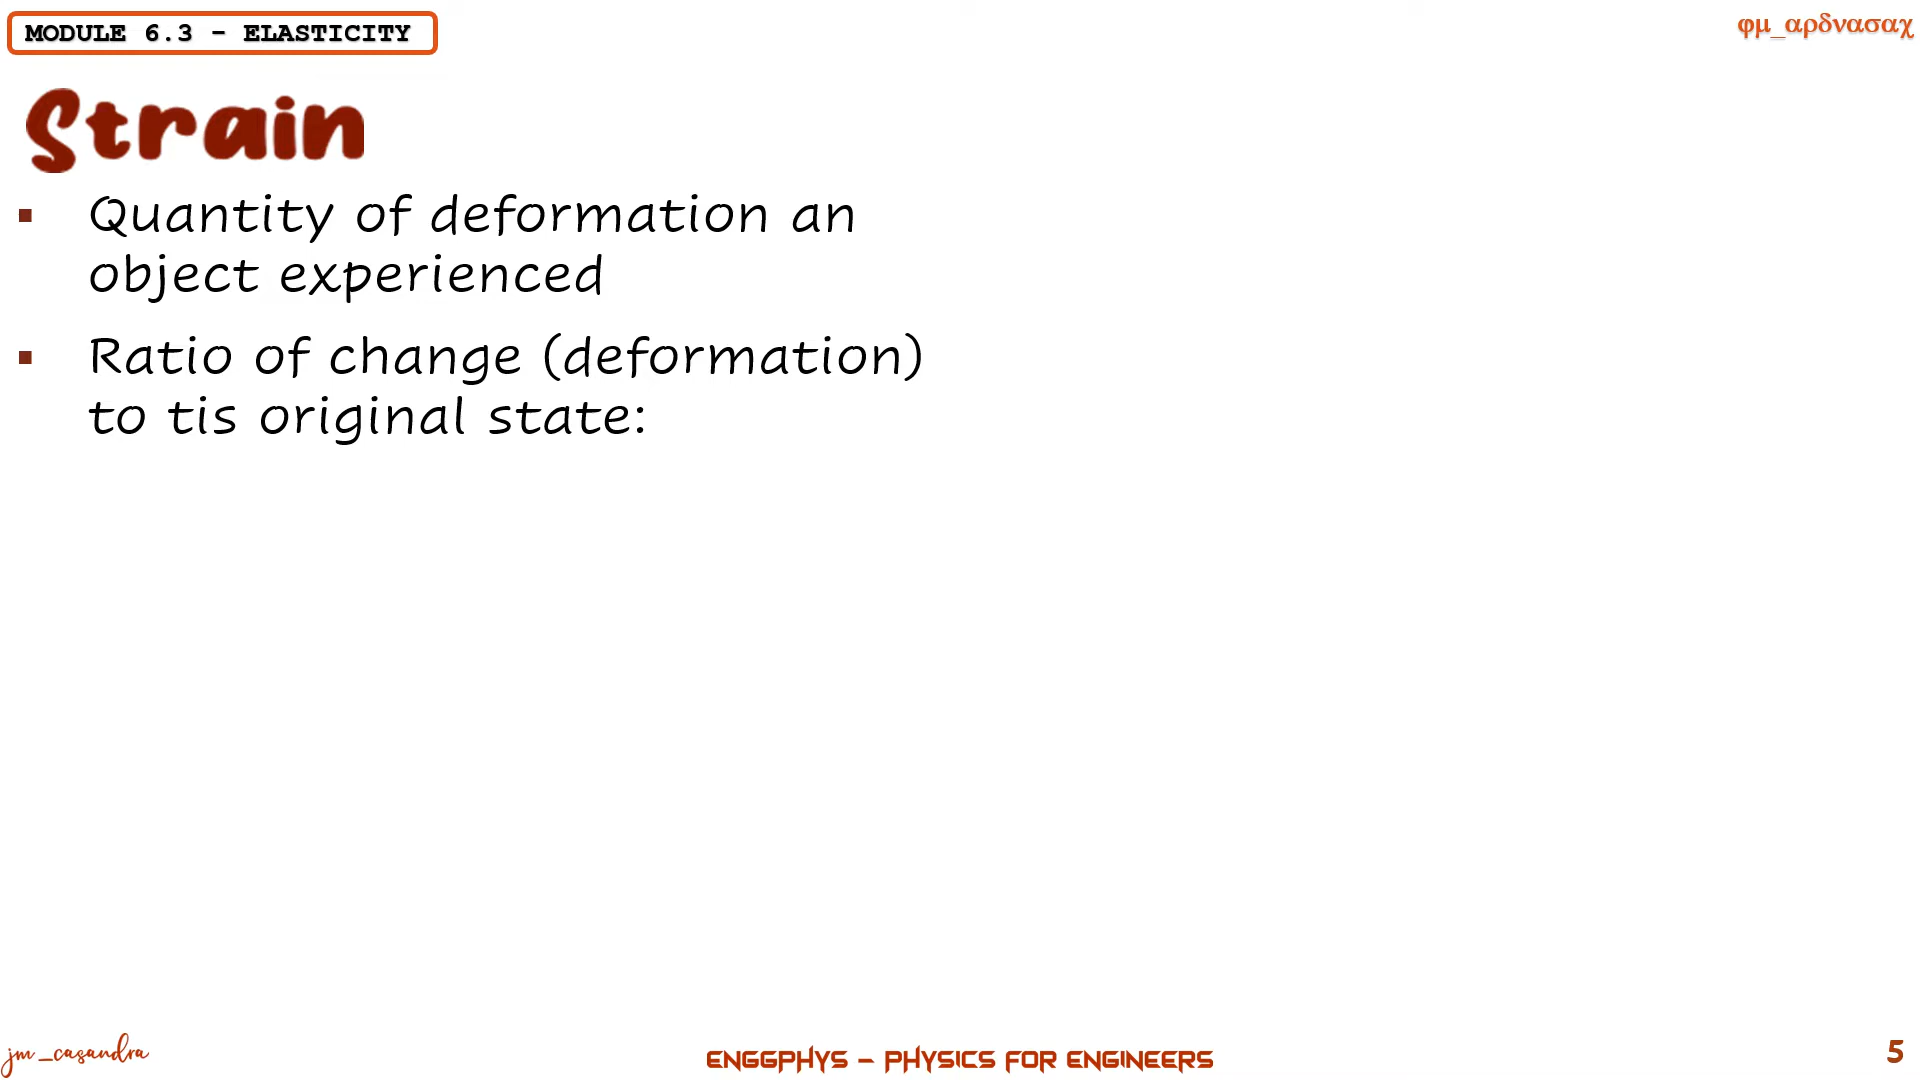 MODULE 6.3 - ELASTICITY
φμ_αρδνασαχ
Strain
▪ Quantity of deformation an
object experienced
▪ Ratio of change (deformation)
to tis original state:
jm_casandra
ENGGPHYS – PHYSICS FOR ENGINEERS
5